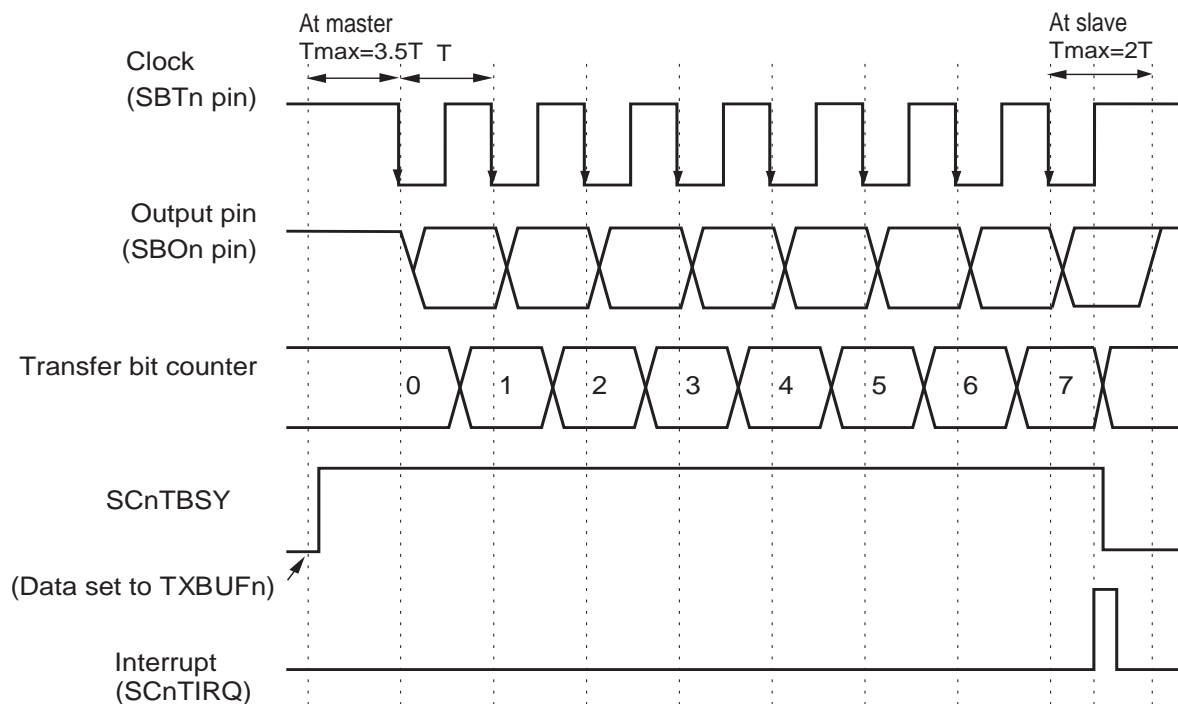 At master
Tmax=3.5T
T
At slave
Tmax=2T
Clock
(SBTn pin)
Output pin
(SBOn pin)
Transfer bit counter
0 1 2 3 4 5 6 7
SCnTBSY
(Data set to TXBUFn)
Interrupt
(SCnTIRQ)